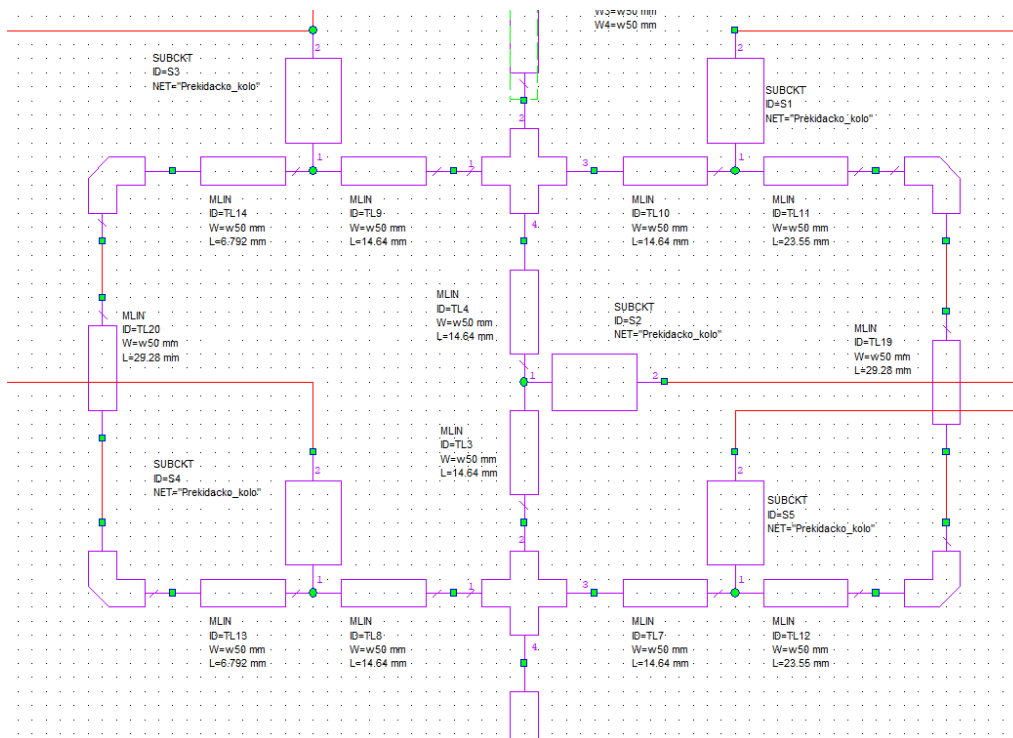 W3=w50 mm
W4=w50 mm
SUBCKT
ID=S3
NET="Prekidacko_kolo"
2
1
SUBCKT
ID=S1
NET="Prekidacko_kolo"
2
1
2
1
3
4
MLIN
ID=TL14
W=w50 mm
L=6.792 mm
MLIN
ID=TL9
W=w50 mm
L=14.64 mm
MLIN
ID=TL10
W=w50 mm
L=14.64 mm
MLIN
ID=TL11
W=w50 mm
L=23.55 mm
MLIN
ID=TL4
W=w50 mm
L=14.64 mm
SUBCKT
ID=S2
NET="Prekidacko_kolo"
1
2
MLIN
ID=TL20
W=w50 mm
L=29.28 mm
MLIN
ID=TL19
W=w50 mm
L=29.28 mm
MLIN
ID=TL3
W=w50 mm
L=14.64 mm
SUBCKT
ID=S4
NET="Prekidacko_kolo"
2
1
SUBCKT
ID=S5
NET="Prekidacko_kolo"
2
1
2
1
3
4
MLIN
ID=TL13
W=w50 mm
L=6.792 mm
MLIN
ID=TL8
W=w50 mm
L=14.64 mm
MLIN
ID=TL7
W=w50 mm
L=14.64 mm
MLIN
ID=TL12
W=w50 mm
L=23.55 mm